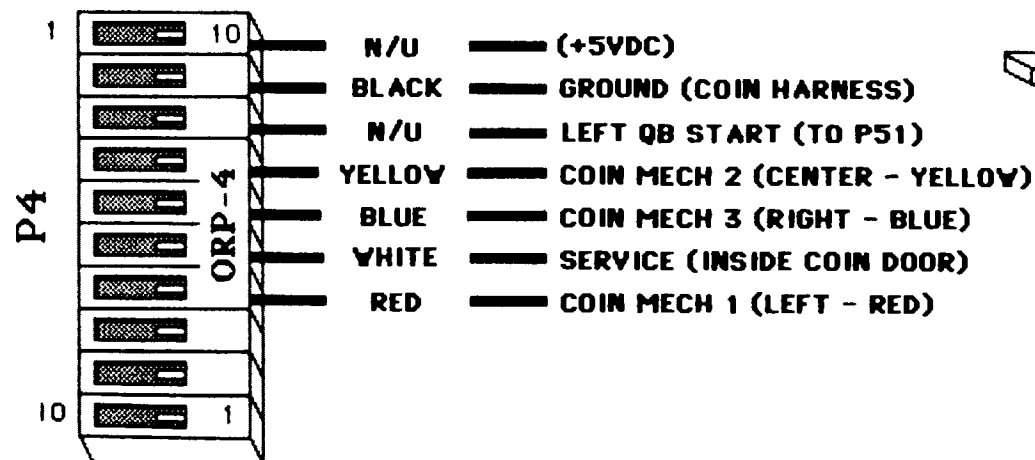 1 10 N/U (+5VDC)
BLACK GROUND (COIN HARNESS)
N/U LEFT QB START (TO P51)
YELLOW COIN MECH 2 (CENTER - YELLOW)
BLUE COIN MECH 3 (RIGHT - BLUE)
WHITE SERVICE (INSIDE COIN DOOR)
RED COIN MECH 1 (LEFT - RED)
P4
ORP-4
10 1